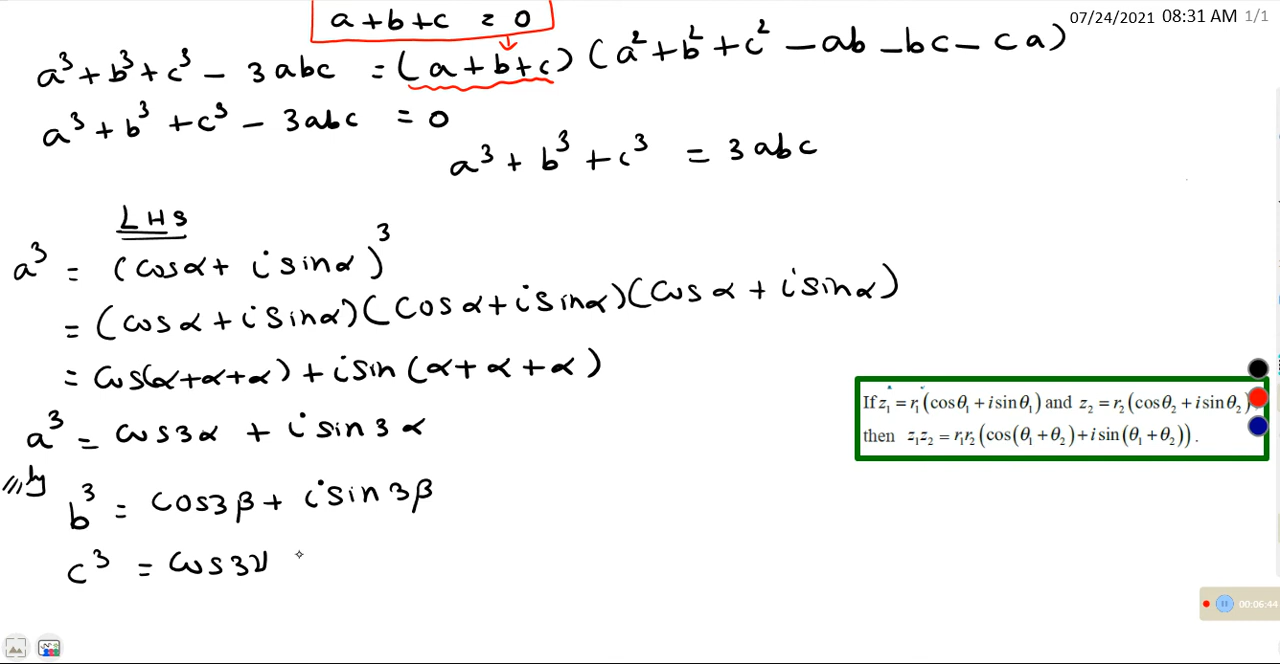 a+b+c = 0
07/24/2021 08:31 AM 1/1
a³ + b³ + c³ - 3abc = (a+b+c) (a² + b² + c² - ab - bc - ca)
a³ + b³ + c³ - 3abc = 0
a³ + b³ + c³ = 3abc
LHS
a³ = (cosα + i sinα)³
= (cosα + i sinα)(cosα + i sinα)(cosα + i sinα)
= cos(α+α+α) + i sin(α+α+α)
a³ = cos3α + i sin3α
If z₁ = r₁(cosθ₁ + i sinθ₁) and z₂ = r₂(cosθ₂ + i sinθ₂)
then z₁z₂ = r₁r₂(cos(θ₁+θ₂) + i sin(θ₁+θ₂)).
///ly
b³ = cos3β + i sin3β
c³ = cos3γ
00:06:44